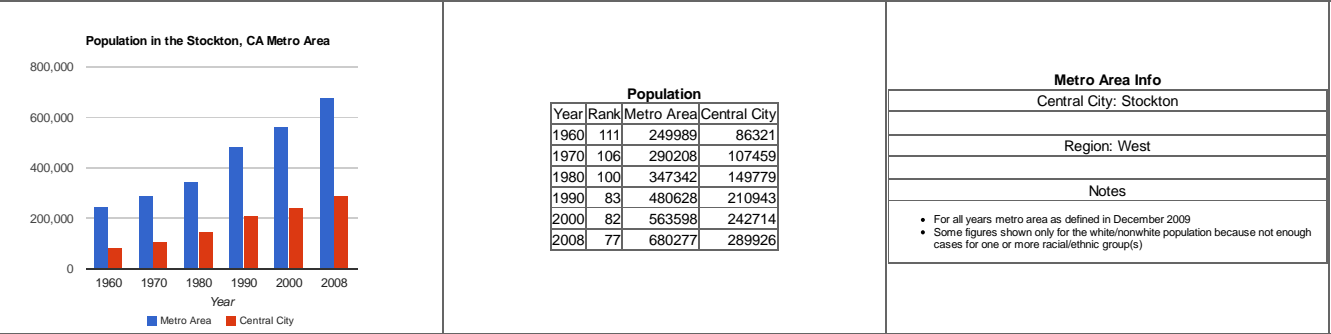 Population in the Stockton, CA Metro Area
800,000
600,000
400,000
200,000
0
1960 1970 1980 1990 2000 2008
Year
Metro Area Central City
Population
Year Rank Metro Area Central City
1960 111 249989 86321
1970 106 290208 107459
1980 100 347342 149779
1990 83 480628 210943
2000 82 563598 242714
2008 77 680277 289926
Metro Area Info
Central City: Stockton
Region: West
Notes
• For all years metro area as defined in December 2009
• Some figures shown only for the white/nonwhite population because not enough
cases for one or more racial/ethnic group(s)